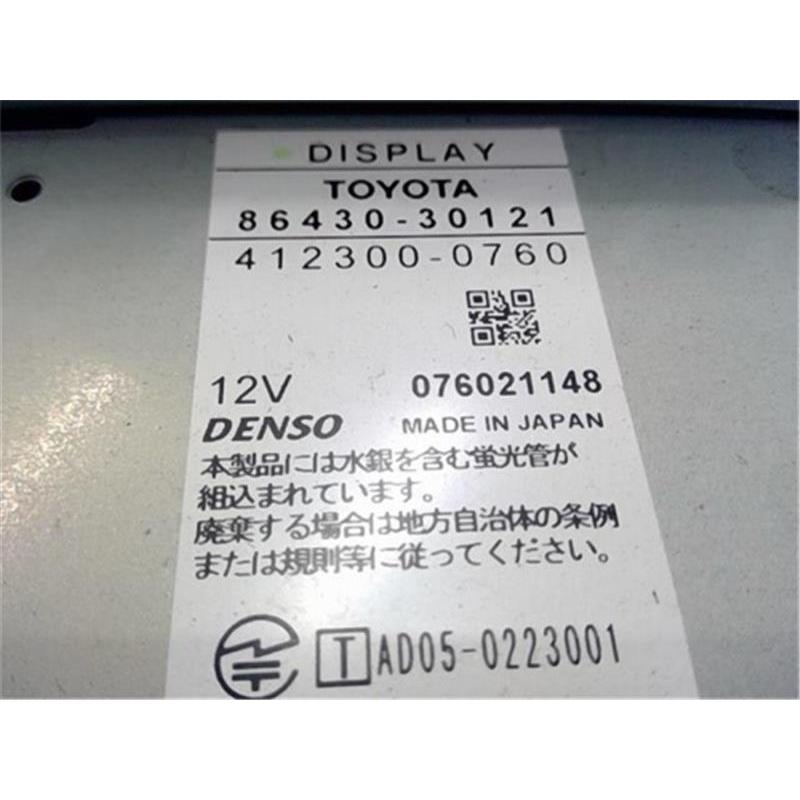 DISPLAY
TOYOTA
86430-30121
412300-0760
12V 076021148
DENSO MADE IN JAPAN
本製品には水銀を含む蛍光管が
組込まれています。
廃棄する場合は地方自治体の条例
または規則等に従ってください。
T AD05-0223001